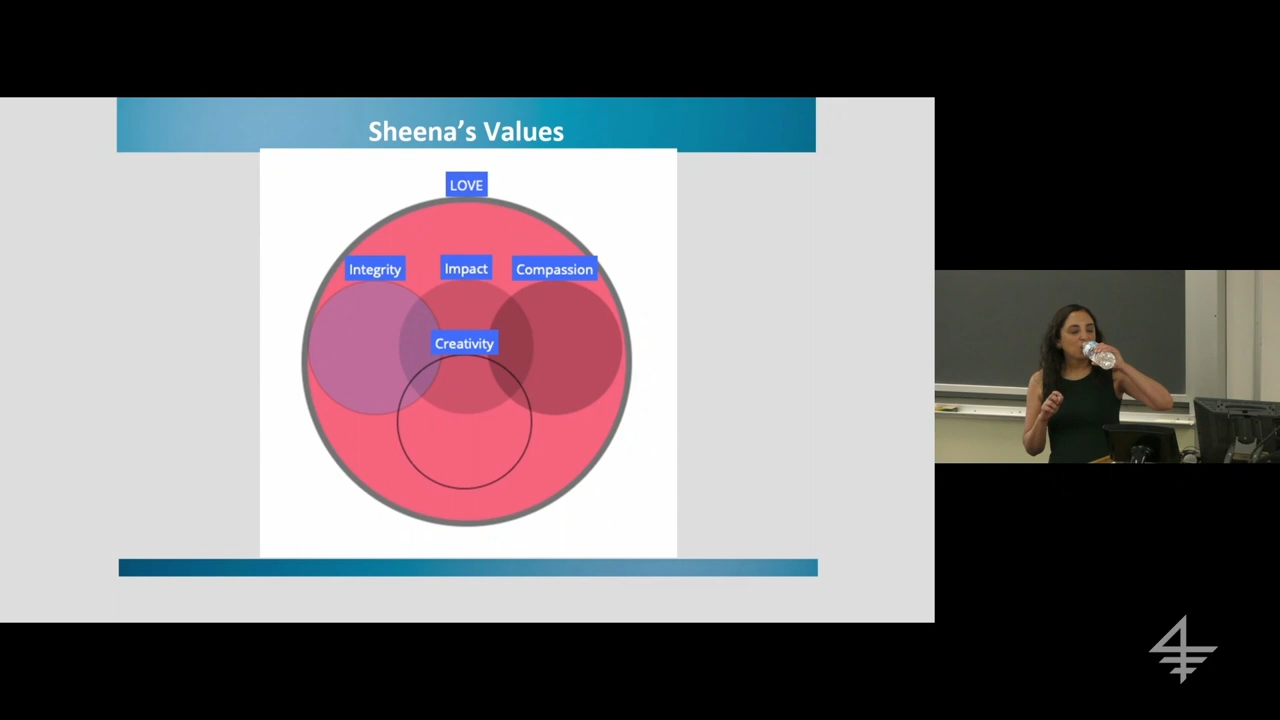 Sheena’s Values
LOVE
Integrity
Impact
Compassion
Creativity